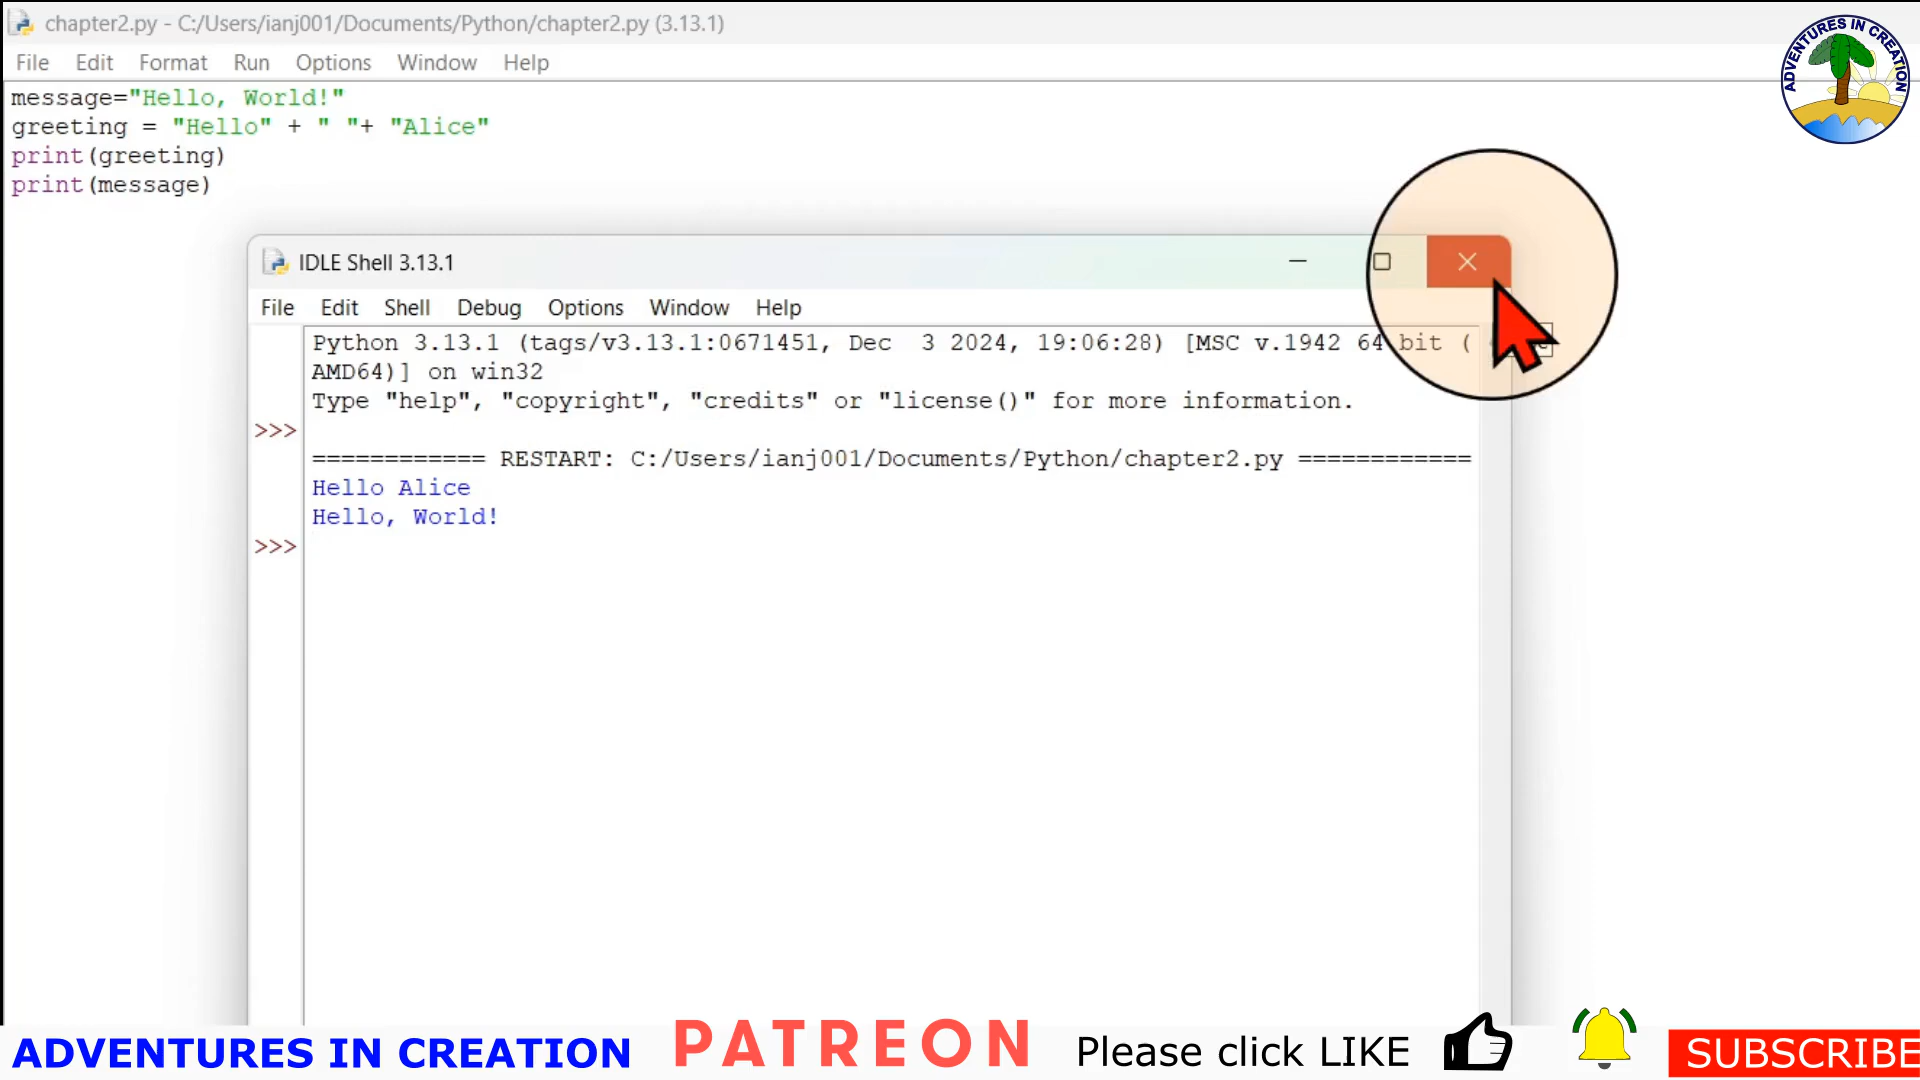 chapter2.py - C:/Users/ianj001/Documents/Python/chapter2.py (3.13.1)
File Edit Format Run Options Window Help
message="Hello, World!"
greeting = "Hello" + " "+ "Alice"
print(greeting)
print(message)
ADVENTURES IN CREATION
IDLE Shell 3.13.1
File Edit Shell Debug Options Window Help
Python 3.13.1 (tags/v3.13.1:0671451, Dec  3 2024, 19:06:28) [MSC v.1942 64 bit (
AMD64)] on win32
Type "help", "copyright", "credits" or "license()" for more information.
>>>
============ RESTART: C:/Users/ianj001/Documents/Python/chapter2.py ============
Hello Alice
Hello, World!
>>>
ADVENTURES IN CREATION PATREON Please click LIKE SUBSCRIBE